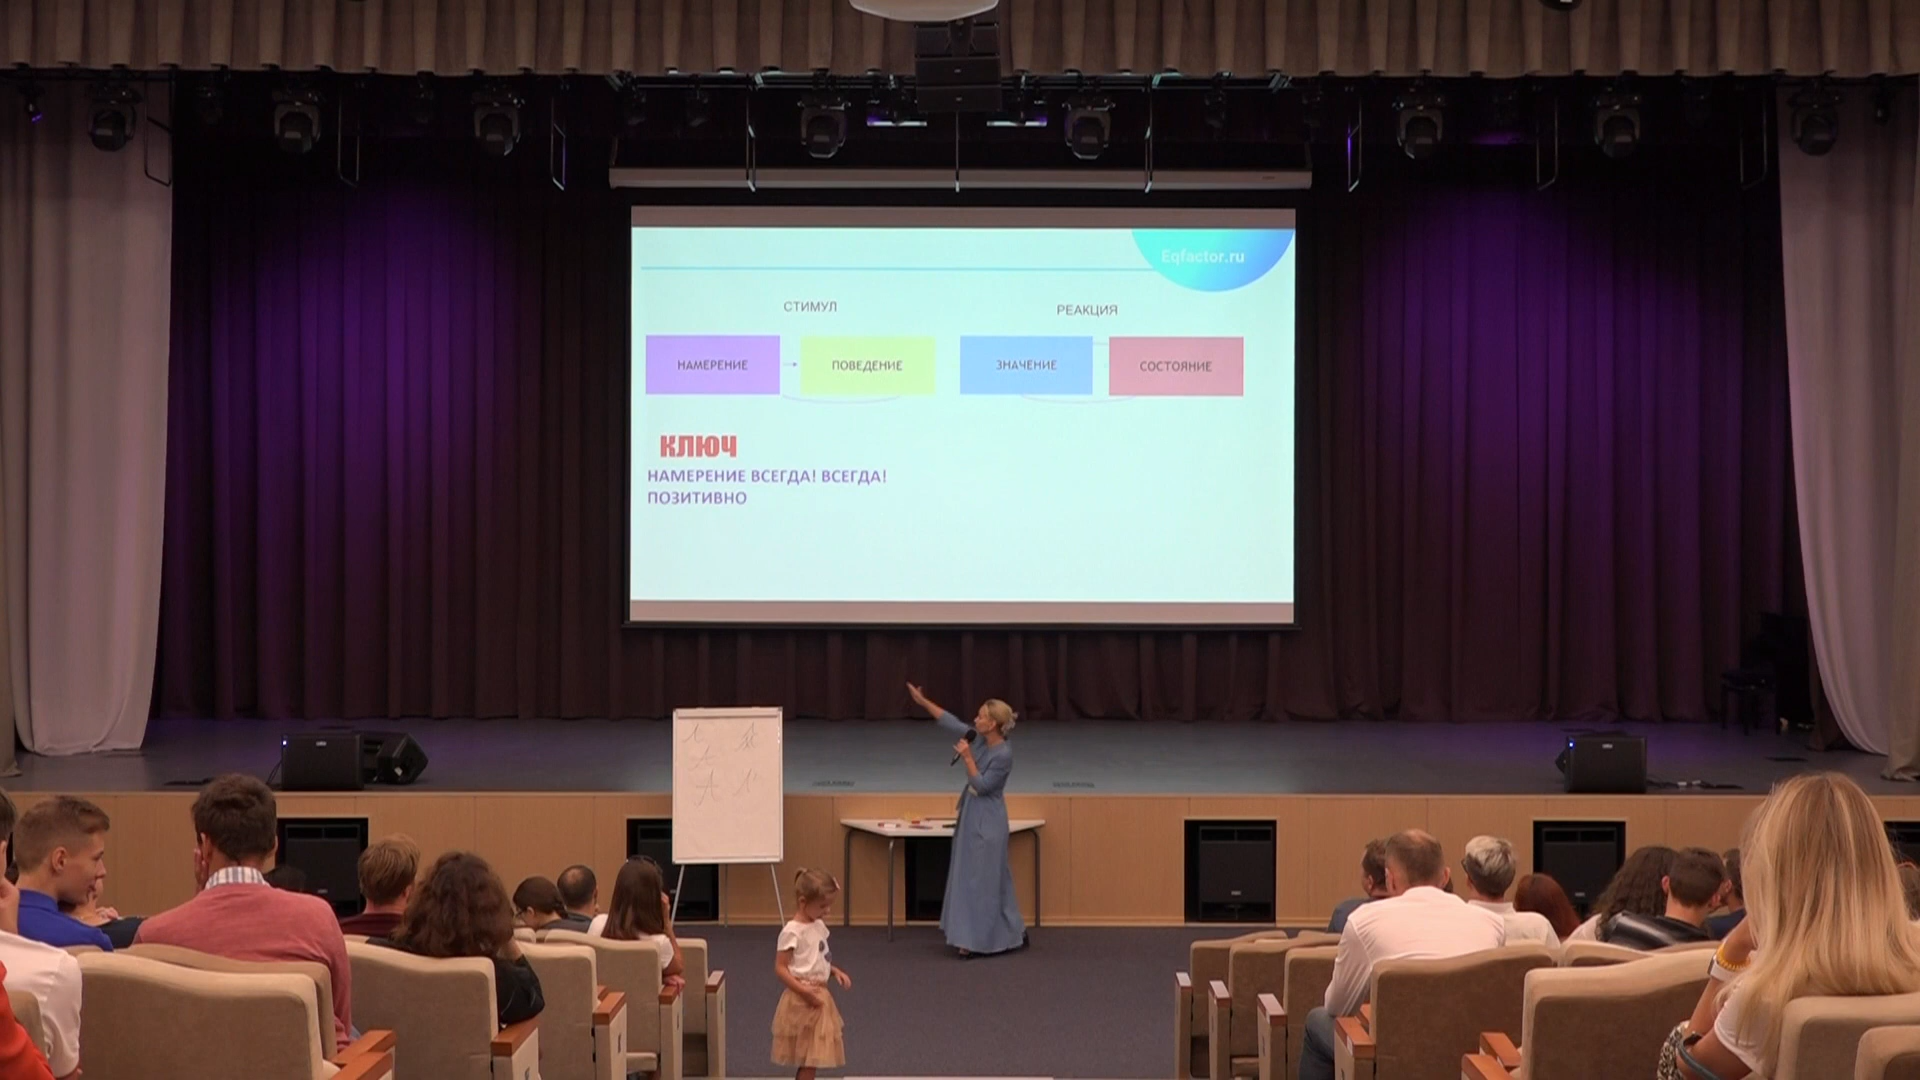 Eqfactor.ru
СТИМУЛ
РЕАКЦИЯ
НАМЕРЕНИЕ
ПОВЕДЕНИЕ
ЗНАЧЕНИЕ
СОСТОЯНИЕ
КЛЮЧ
НАМЕРЕНИЕ ВСЕГДА! ВСЕГДА!
ПОЗИТИВНО